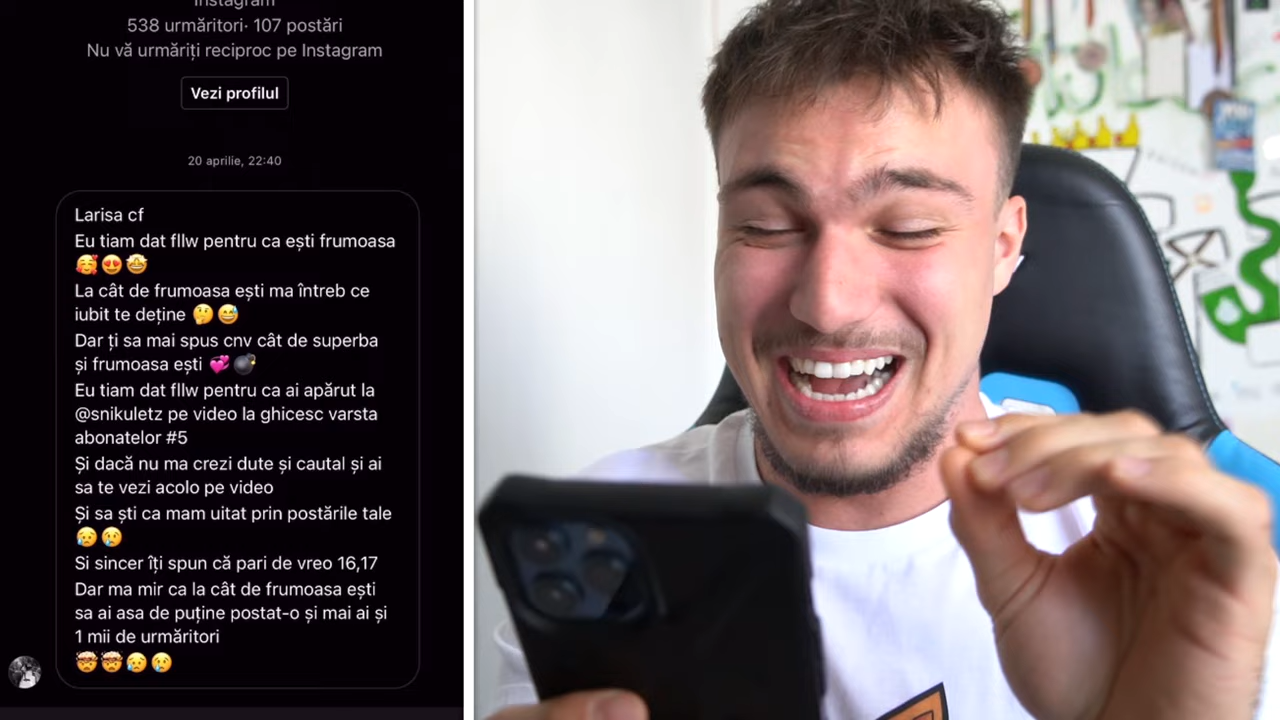 Instagram
538 urmăritori· 107 postări
Nu vă urmăriți reciproc pe Instagram
Vezi profilul
20 aprilie, 22:40
Larisa cf
Eu tiam dat fllw pentru ca ești frumoasa
🥰😍🤩
La cât de frumoasa ești ma întreb ce
iubit te deține 🤔😅
Dar ți sa mai spus cnv cât de superba
și frumoasa ești 💞💣
Eu tiam dat fllw pentru ca ai apărut la
@snikuletz pe video la ghicesc varsta
abonatelor #5
Și dacă nu ma crezi dute și cautal și ai
sa te vezi acolo pe video
Și sa ști ca mam uitat prin postările tale
😥😢
Si sincer îți spun că pari de vreo 16,17
Dar ma mir ca la cât de frumoasa ești
sa ai asa de puține postat-o și mai ai și
1 mii de urmăritori
🤯🤯😥😢